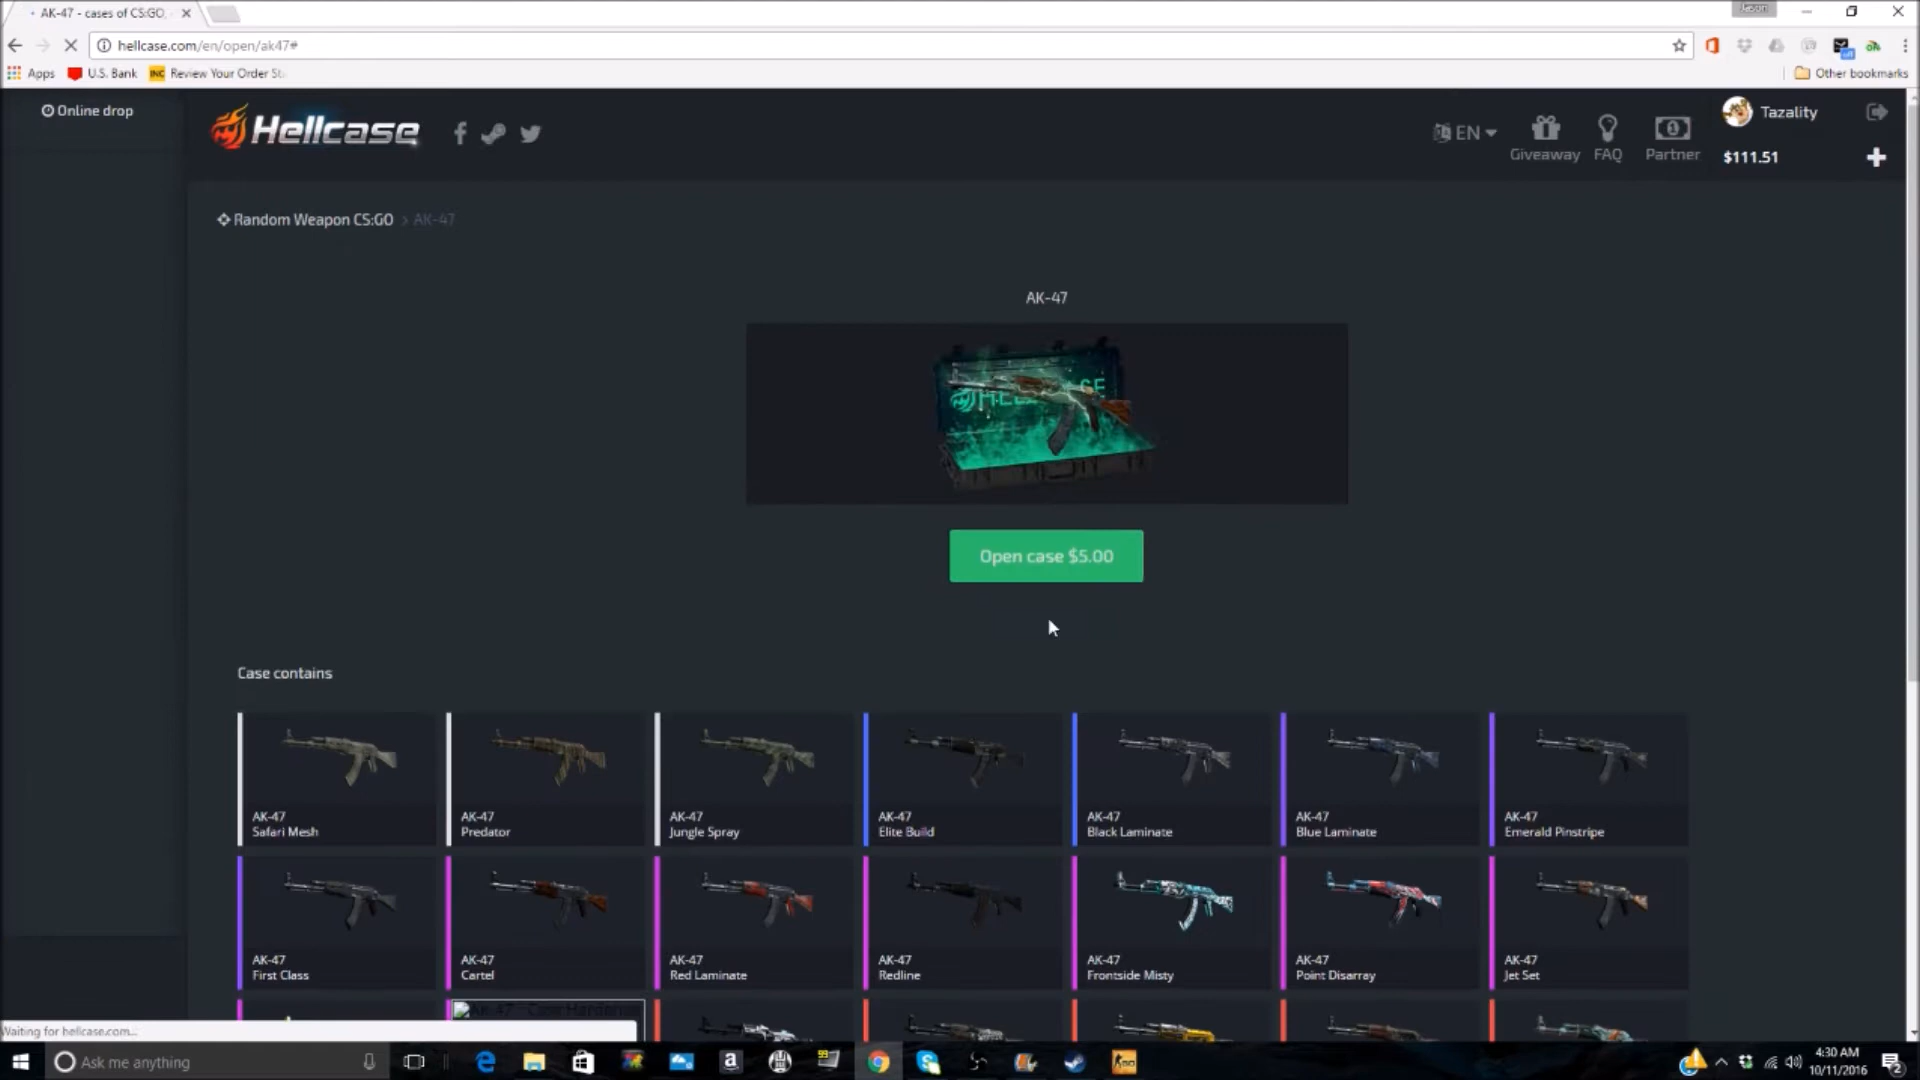 AK-47 - cases of CS:GO,
Jason
hellcase.com/en/open/ak47#
Apps
U.S. Bank
INC
Review Your Order
Other bookmarks
Online drop
Hellcase
EN
Giveaway
FAQ
Partner
Tazality
$111.51
Random Weapon CS:GO > AK-47
AK-47
Open case $5.00
Case contains
AK-47
Safari Mesh
AK-47
Predator
AK-47
Jungle Spray
AK-47
Elite Build
AK-47
Black Laminate
AK-47
Blue Laminate
AK-47
Emerald Pinstripe
AK-47
First Class
AK-47
Cartel
AK-47
Red Laminate
AK-47
Redline
AK-47
Frontside Misty
AK-47
Point Disarray
AK-47
Jet Set
Waiting for hellcase.com...
Ask me anything
99
4:30 AM
10/11/2016
2